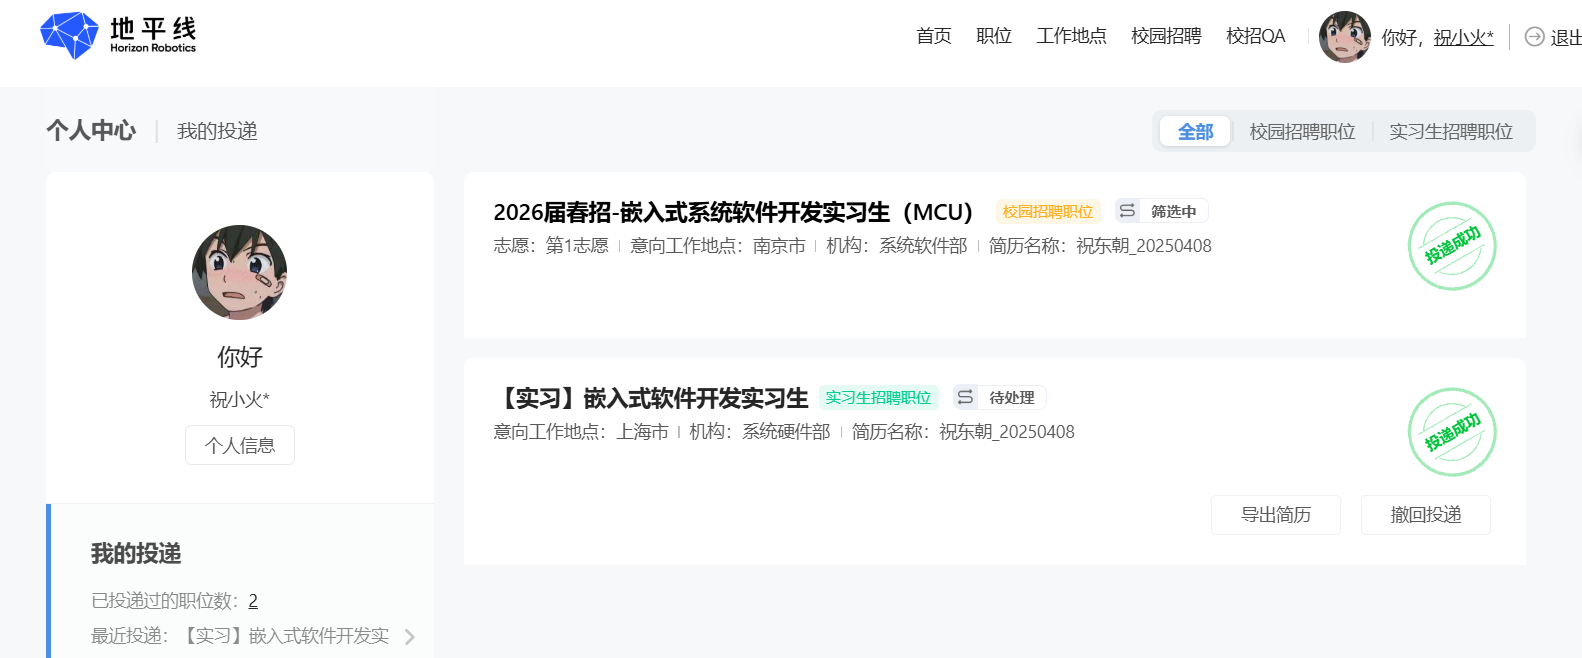 地平线
Horizon Robotics
首页 职位 工作地点 校园招聘 校招QA 你好，祝小火* 退出
个人中心 我的投递 全部 校园招聘职位 实习生招聘职位
你好
祝小火*
个人信息
我的投递
已投递过的职位数：2
最近投递：【实习】嵌入式软件开发实
2026届春招-嵌入式系统软件开发实习生（MCU） 校园招聘职位 筛选中
志愿：第1志愿 意向工作地点：南京市 机构：系统软件部 简历名称：祝东朝_20250408
投递成功
【实习】嵌入式软件开发实习生 实习生招聘职位 待处理
意向工作地点：上海市 机构：系统硬件部 简历名称：祝东朝_20250408
投递成功
导出简历 撤回投递